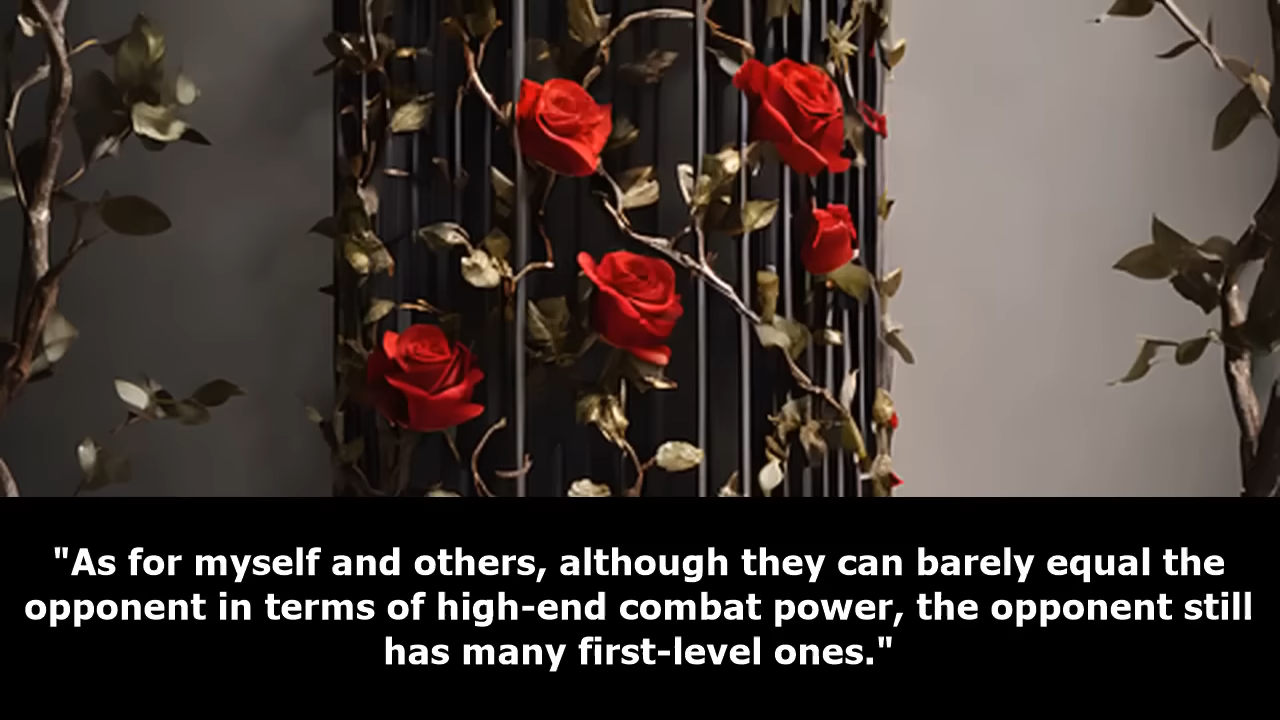 "As for myself and others, although they can barely equal the
opponent in terms of high-end combat power, the opponent still
has many first-level ones."